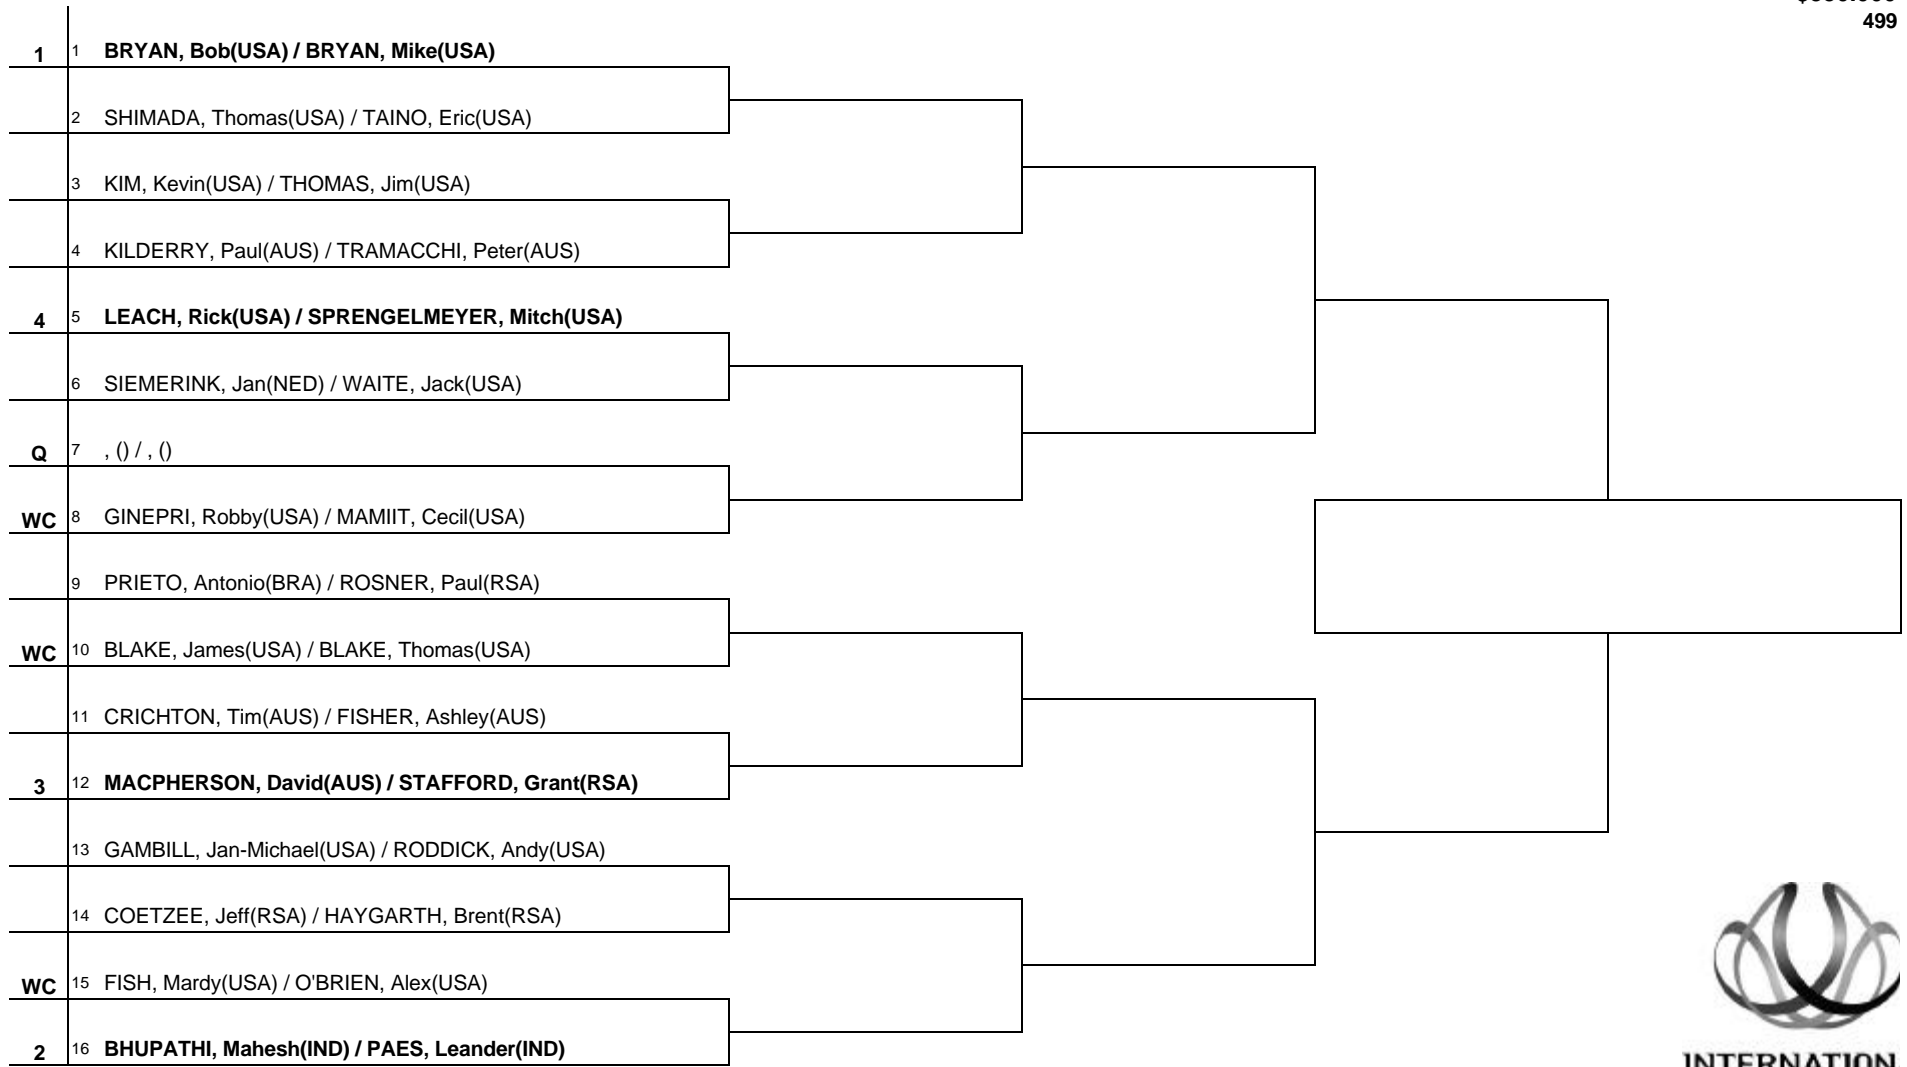 499
1 1 BRYAN, Bob(USA) / BRYAN, Mike(USA)
2 SHIMADA, Thomas(USA) / TAINO, Eric(USA)
3 KIM, Kevin(USA) / THOMAS, Jim(USA)
4 KILDERRY, Paul(AUS) / TRAMACCHI, Peter(AUS)
4 5 LEACH, Rick(USA) / SPRENGELMEYER, Mitch(USA)
6 SIEMERINK, Jan(NED) / WAITE, Jack(USA)
Q 7 , () / , ()
WC 8 GINEPRI, Robby(USA) / MAMIIT, Cecil(USA)
9 PRIETO, Antonio(BRA) / ROSNER, Paul(RSA)
WC 10 BLAKE, James(USA) / BLAKE, Thomas(USA)
11 CRICHTON, Tim(AUS) / FISHER, Ashley(AUS)
3 12 MACPHERSON, David(AUS) / STAFFORD, Grant(RSA)
13 GAMBILL, Jan-Michael(USA) / RODDICK, Andy(USA)
14 COETZEE, Jeff(RSA) / HAYGARTH, Brent(RSA)
WC 15 FISH, Mardy(USA) / O'BRIEN, Alex(USA)
2 16 BHUPATHI, Mahesh(IND) / PAES, Leander(IND)
INTERNATION